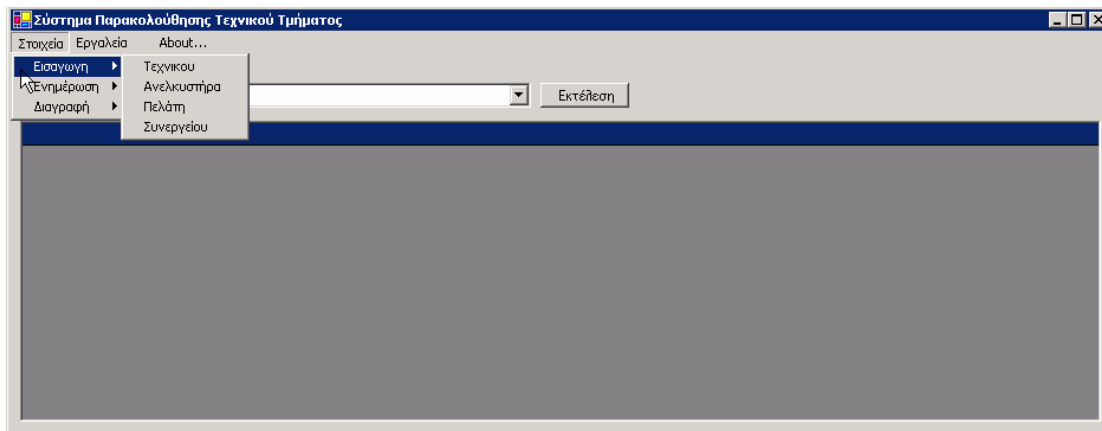 Σύστημα Παρακολούθησης Τεχνικού Τμήματος
Στοιχεία Εργαλεία About...
Εισαγωγη Τεχνικου
Ενημέρωση Ανελκυστήρα
Εκτέλεση
Διαγραφή Πελάτη
Συνεργείου